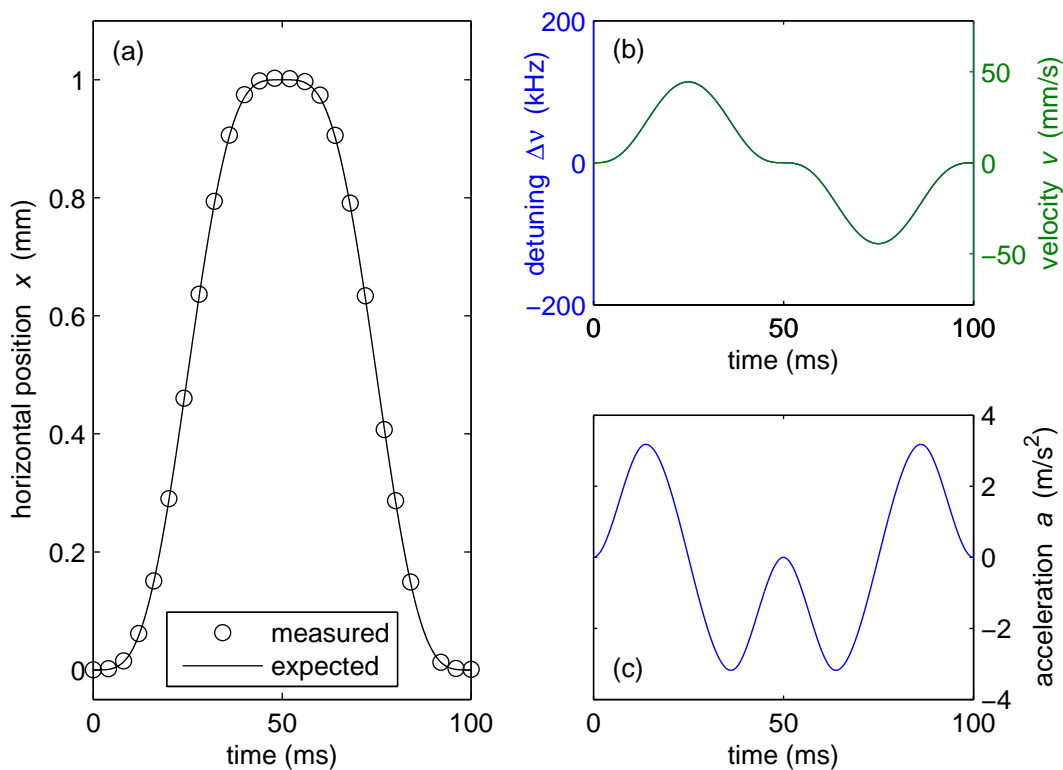 (a)
1
0.8
0.6
0.4
0.2
0
horizontal position x (mm)
measured
expected
0
50
100
time (ms)
(b)
200
100
0
−100
−200
detuning Δν (kHz)
50
0
−50
velocity v (mm/s)
0
50
100
time (ms)
(c)
4
2
0
−2
−4
acceleration a (m/s²)
0
50
100
time (ms)